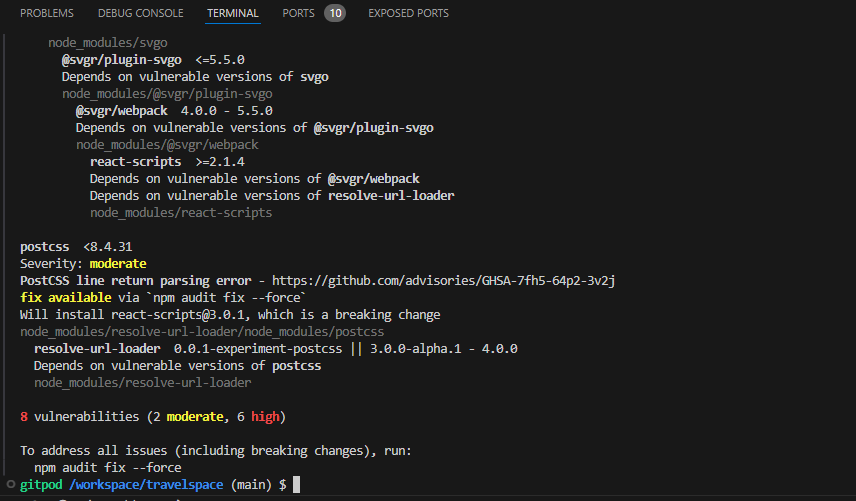 PROBLEMS DEBUG CONSOLE TERMINAL PORTS 10 EXPOSED PORTS
node_modules/svgo
@svgr/plugin-svgo <=5.5.0
Depends on vulnerable versions of svgo
node_modules/@svgr/plugin-svgo
@svgr/webpack 4.0.0 - 5.5.0
Depends on vulnerable versions of @svgr/plugin-svgo
node_modules/@svgr/webpack
react-scripts >=2.1.4
Depends on vulnerable versions of @svgr/webpack
Depends on vulnerable versions of resolve-url-loader
node_modules/react-scripts
postcss <8.4.31
Severity: moderate
PostCSS line return parsing error - https://github.com/advisories/GHSA-7fh5-64p2-3v2j
fix available via `npm audit fix --force`
Will install react-scripts@3.0.1, which is a breaking change
node_modules/resolve-url-loader/node_modules/postcss
resolve-url-loader 0.0.1-experiment-postcss || 3.0.0-alpha.1 - 4.0.0
Depends on vulnerable versions of postcss
node_modules/resolve-url-loader
8 vulnerabilities (2 moderate, 6 high)
To address all issues (including breaking changes), run:
npm audit fix --force
gitpod /workspace/travelspace (main) $